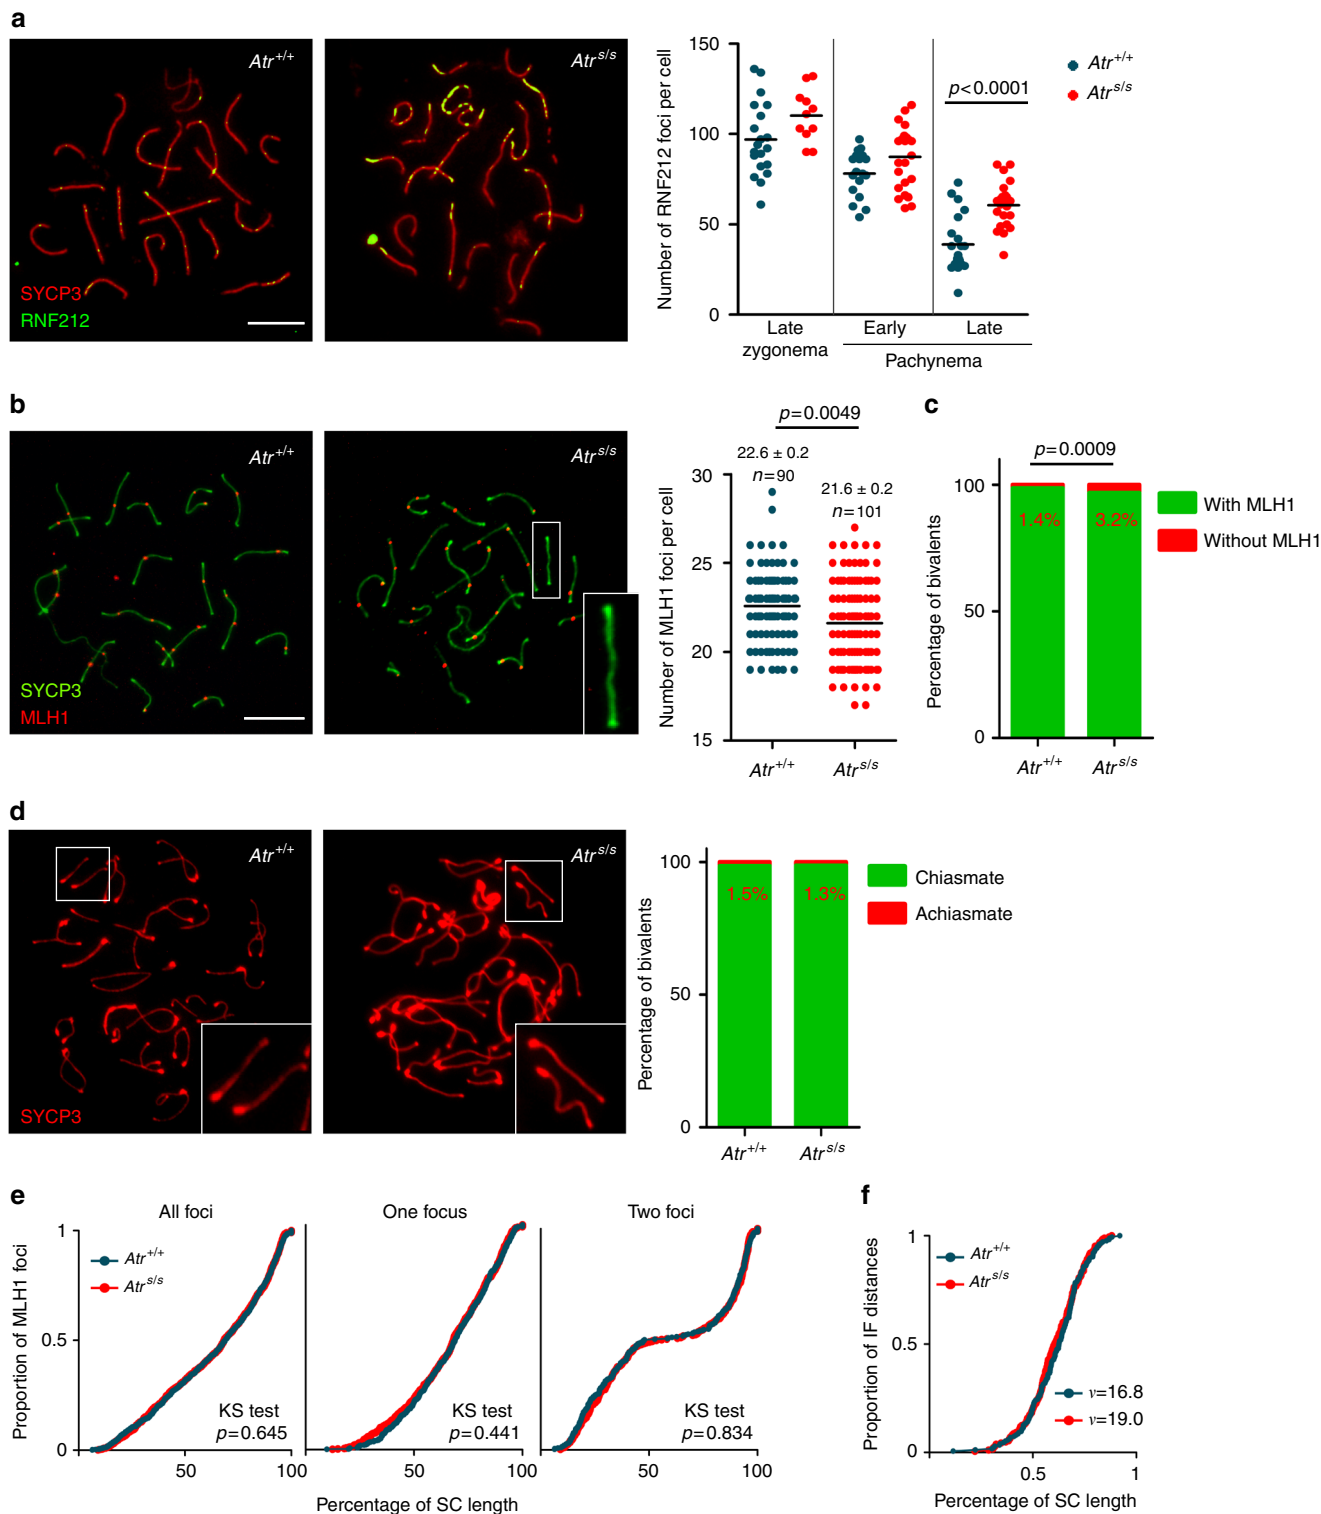 a
Atr+/+
Atrs/s
SYCP3
RNF212
Number of RNF212 foci per cell
150
100
50
0
p<0.0001
Atr+/+
Atrs/s
Late
zygonema
Early
Late
Pachynema
b
Atr+/+
Atrs/s
SYCP3
MLH1
Number of MLH1 foci per cell
p=0.0049
22.6 ± 0.2
n=90
21.6 ± 0.2
n=101
30
25
20
15
Atr+/+
Atrs/s
c
p=0.0009
Percentage of bivalents
100
50
0
1.4%
3.2%
With MLH1
Without MLH1
Atr+/+
Atrs/s
d
Atr+/+
Atrs/s
SYCP3
Percentage of bivalents
100
50
0
1.5%
1.3%
Chiasmate
Achiasmate
Atr+/+
Atrs/s
e
All foci
One focus
Two foci
Proportion of MLH1 foci
1
0.5
0
Atr+/+
Atrs/s
KS test
p=0.645
KS test
p=0.441
KS test
p=0.834
50
100
50
100
50
100
Percentage of SC length
f
Proportion of IF distances
1
0.5
0
Atr+/+
Atrs/s
v=16.8
v=19.0
0.5
1
Percentage of SC length